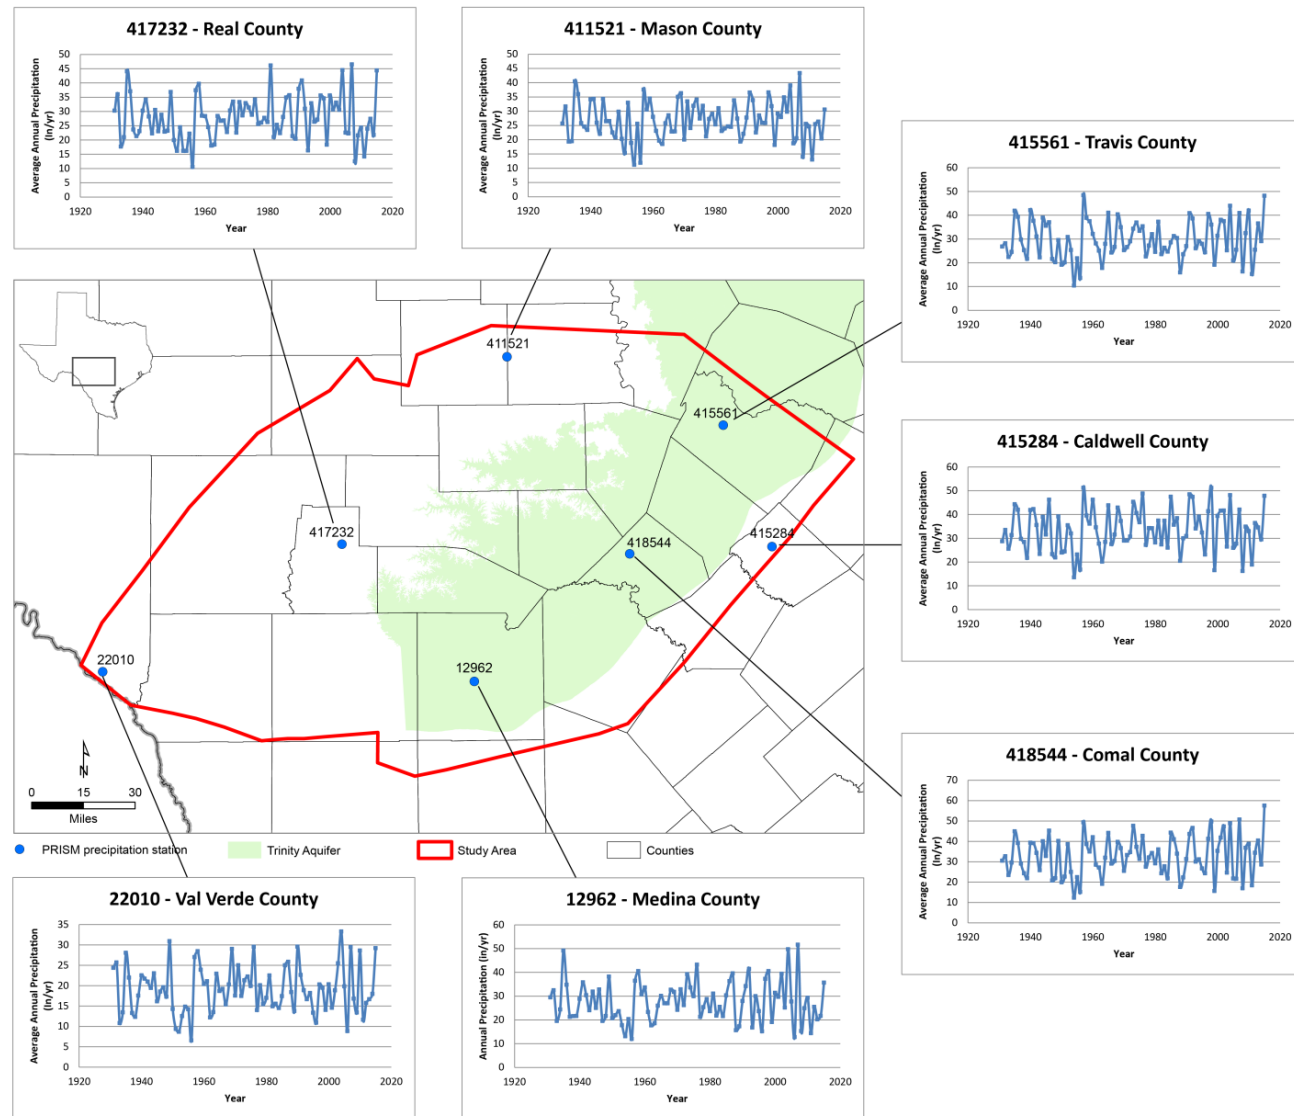 417232 - Real County
Average Annual Precipitation
(In/yr)
50
45
40
35
30
25
20
15
10
5
0
1920 1940 1960 1980 2000 2020
Year
411521 - Mason County
Average Annual Precipitation
(In/yr)
50
45
40
35
30
25
20
15
10
5
0
1920 1940 1960 1980 2000 2020
Year
415561 - Travis County
Average Annual Precipitation
(In/yr)
60
50
40
30
20
10
0
1920 1940 1960 1980 2000 2020
Year
415284 - Caldwell County
Average Annual Precipitation
(In/yr)
60
50
40
30
20
10
0
1920 1940 1960 1980 2000 2020
Year
418544 - Comal County
Average Annual Precipitation
(In/yr)
70
60
50
40
30
20
10
0
1920 1940 1960 1980 2000 2020
Year
411521
415561
417232
418544
415284
22010
12962
N
0 15 30
Miles
PRISM precipitation station
Trinity Aquifer
Study Area
Counties
22010 - Val Verde County
Average Annual Precipitation
(In/yr)
35
30
25
20
15
10
5
0
1920 1940 1960 1980 2000 2020
Year
12962 - Medina County
Annual Precipitation (in/yr)
60
50
40
30
20
10
0
1920 1940 1960 1980 2000 2020
Year